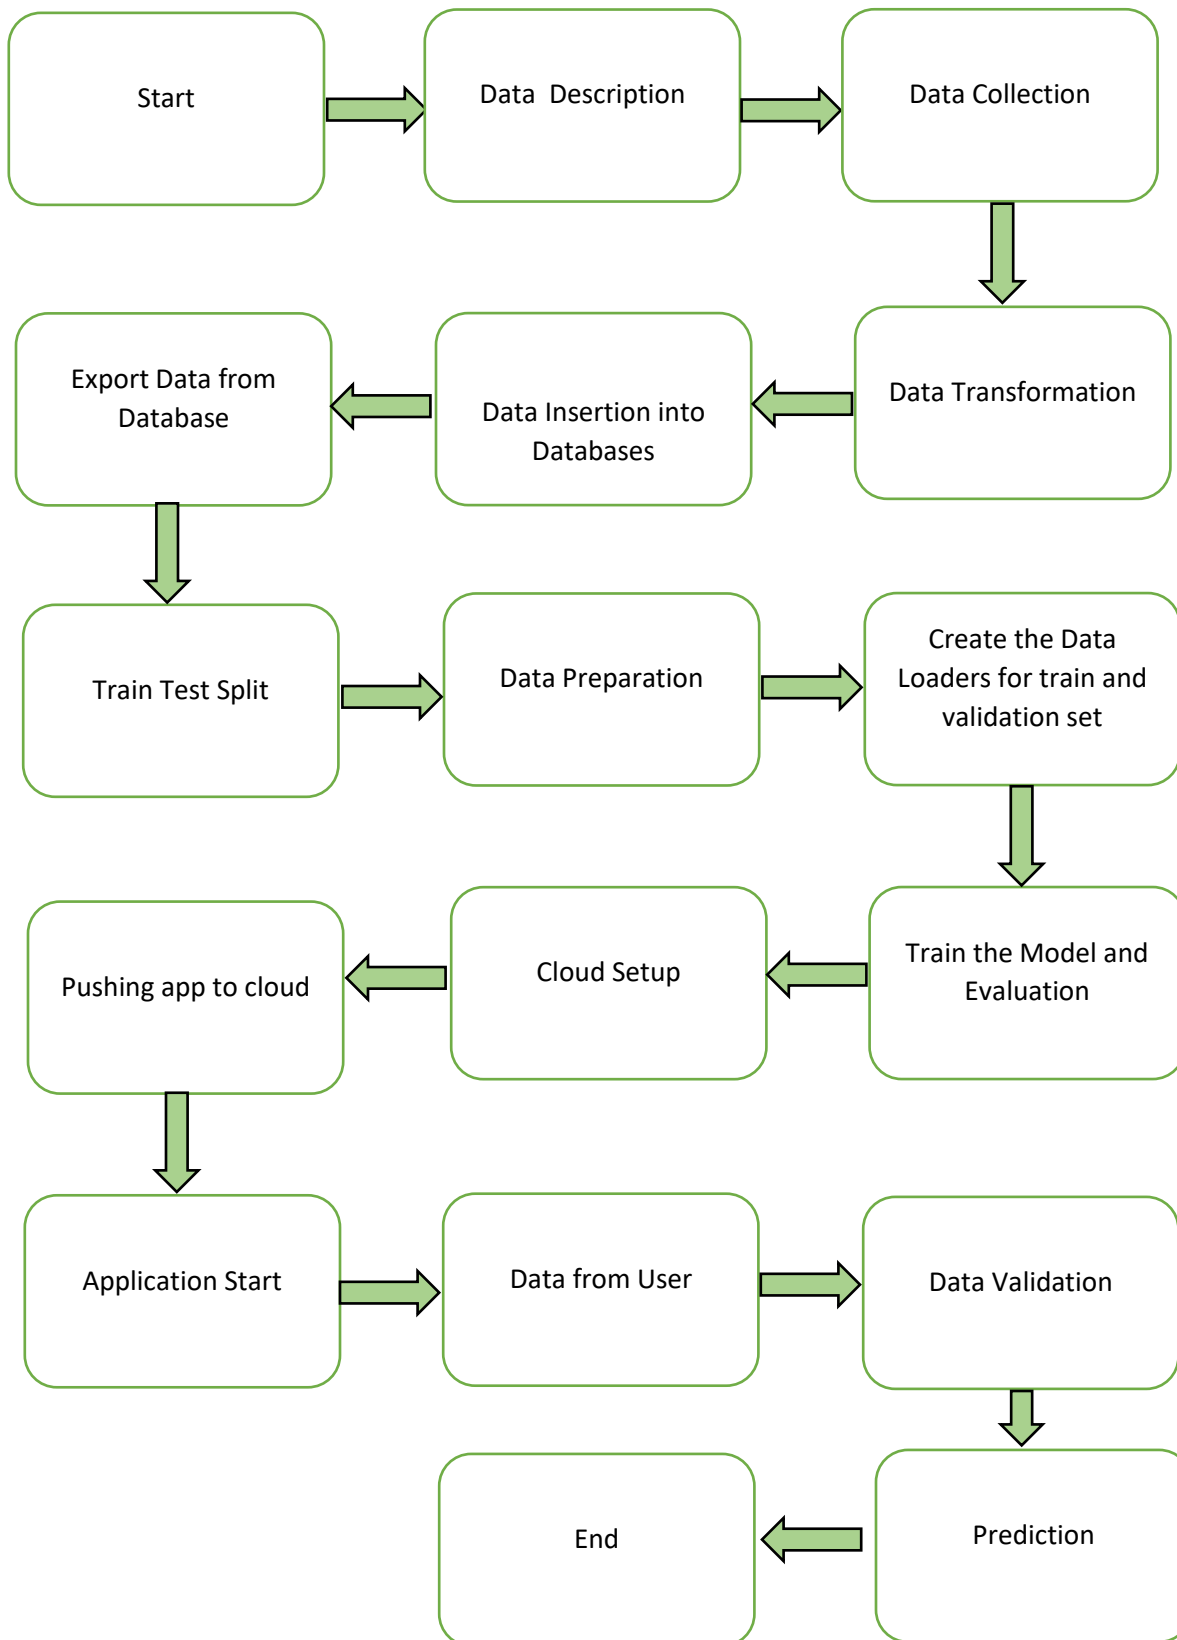 Start
Data  Description
Data Collection
Data Transformation
Data Insertion into
Databases
Export Data from
Database
Train Test Split
Data Preparation
Create the Data
Loaders for train and
validation set
Train the Model and
Evaluation
Cloud Setup
Pushing app to cloud
Application Start
Data from User
Data Validation
Prediction
End